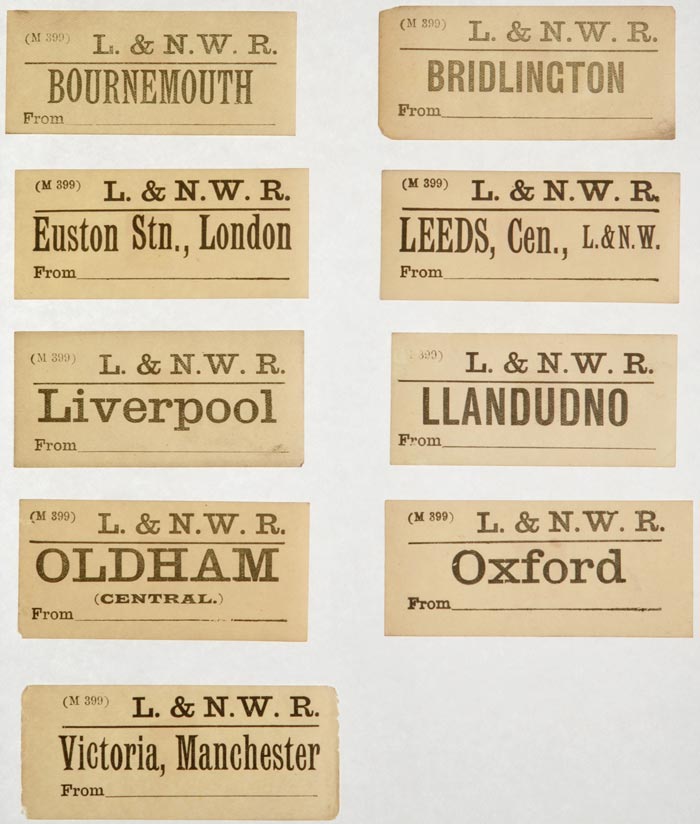 (M 399) L. & N.W. R.
BOURNEMOUTH
From
(M 399) L. & N.W. R.
BRIDLINGTON
From
(M 399) L. & N.W. R.
Euston Stn., London
From
(M 399) L. & N.W. R.
LEEDS, Cen., L.&N.W.
From
(M 399) L. & N.W. R.
Liverpool
From
399) L. & N.W. R.
LLANDUDNO
From
(M 399) L. & N.W. R.
OLDHAM
(CENTRAL.)
From
(M 399) L. & N.W. R.
Oxford
From
(M 399) L. & N.W. R.
Victoria, Manchester
From